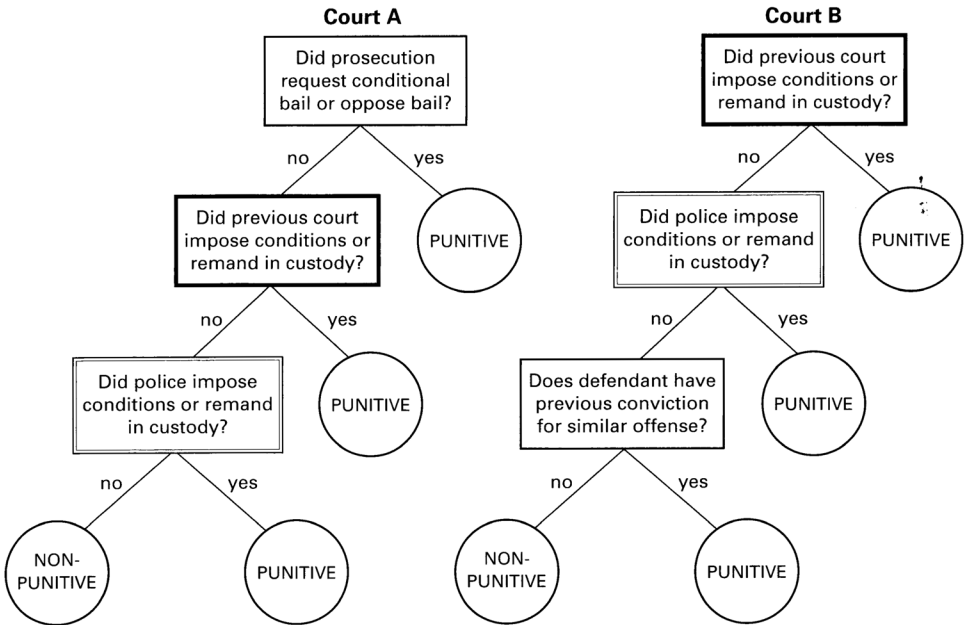 Court A
Did prosecution
request conditional
bail or oppose bail?
no
yes
Did previous court
impose conditions or
remand in custody?
PUNITIVE
no
yes
Did police impose
conditions or remand
in custody?
PUNITIVE
no
yes
NON-
PUNITIVE
PUNITIVE
Court B
Did previous court
impose conditions or
remand in custody?
no
yes
Did police impose
conditions or remand
in custody?
PUNITIVE
no
yes
Does defendant have
previous conviction
for similar offense?
PUNITIVE
no
yes
NON-
PUNITIVE
PUNITIVE